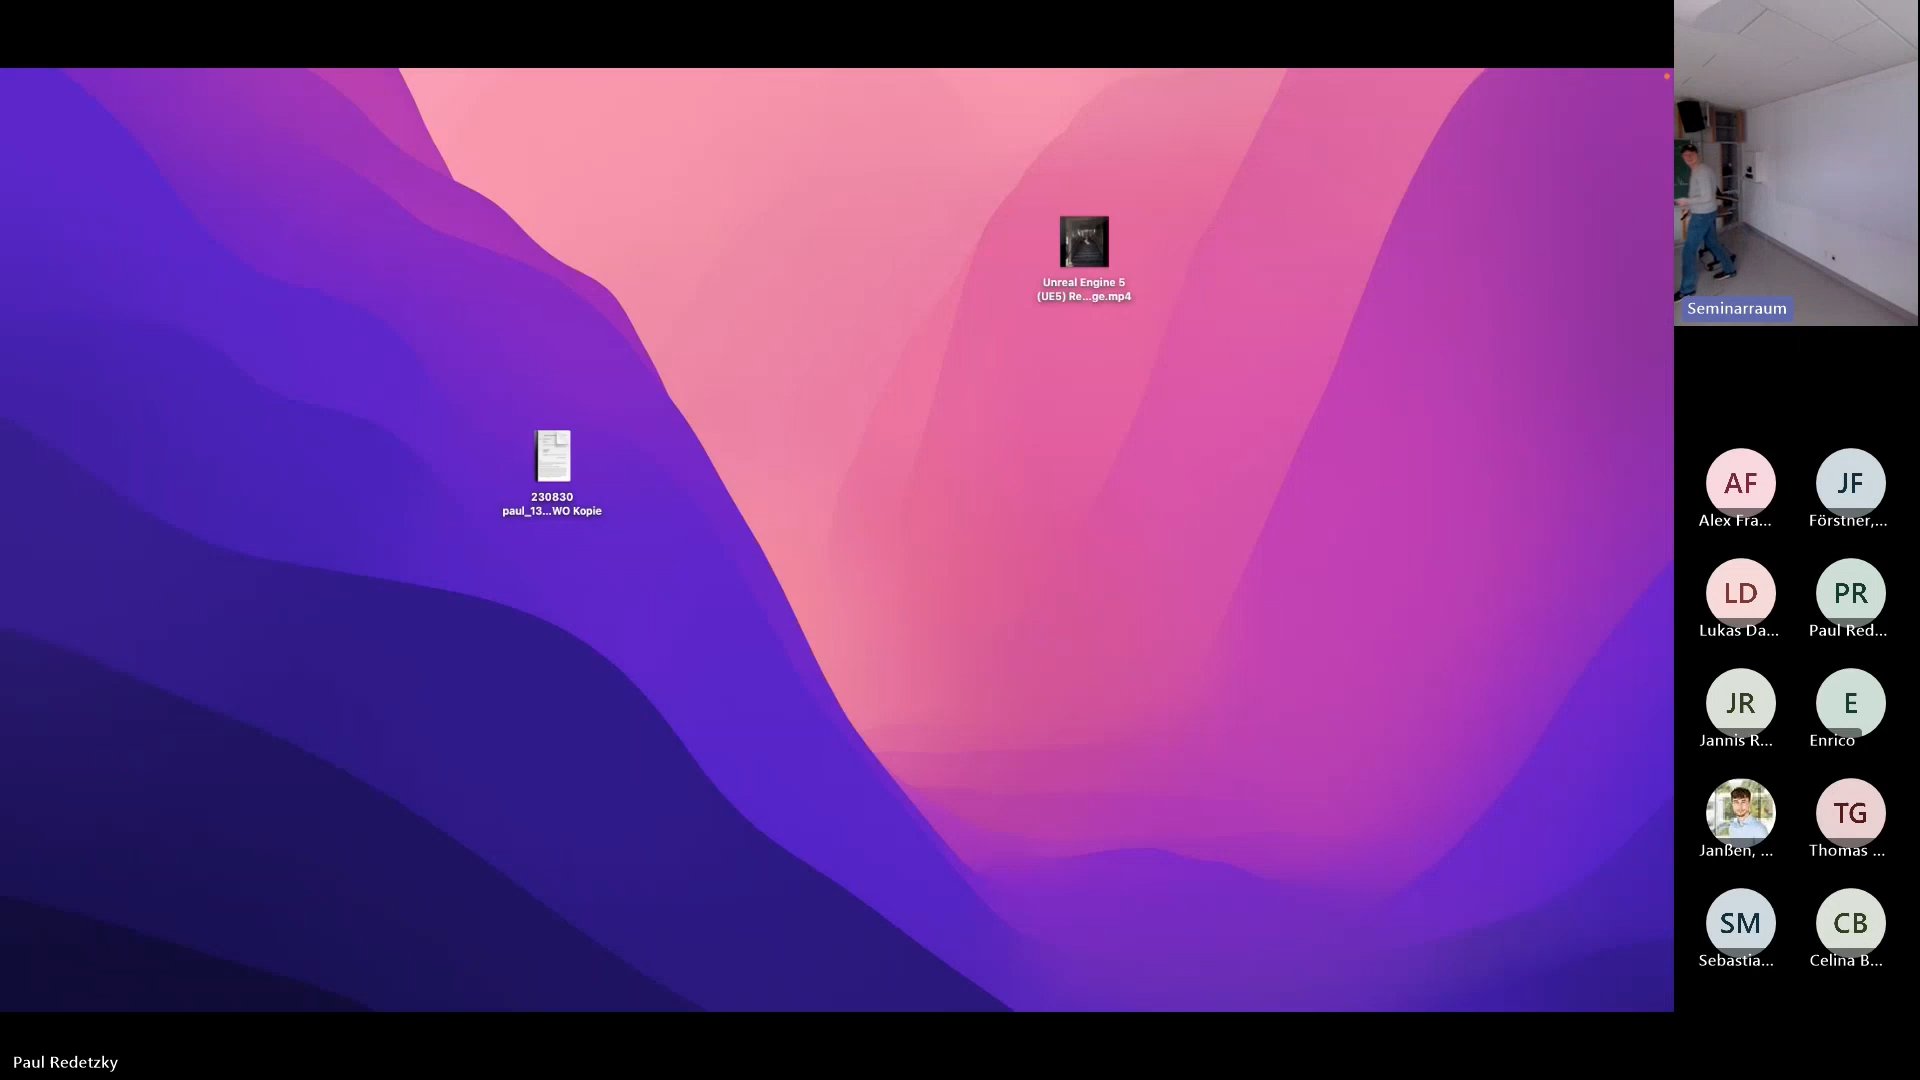 Unreal Engine 5
(UE5) Re...ge.mp4
230830
paul_13...WO Kopie
Seminarraum
AF
JF
Alex Fra...
Förstner,...
LD
PR
Lukas Da...
Paul Red...
JR
E
Jannis R...
Enrico
TG
Janßen, ...
Thomas ...
SM
CB
Sebastia...
Celina B...
Paul Redetzky